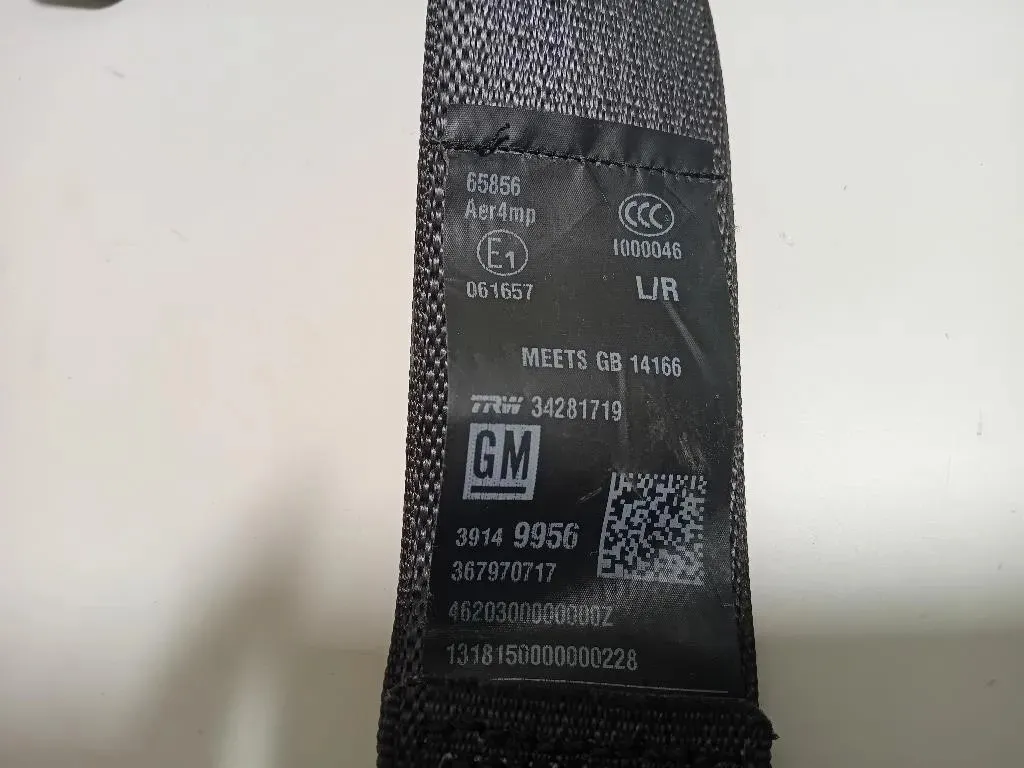 65856
Aer4mp
E1
061657
CCC
I000046
L/R
MEETS GB 14166
TRW 34281719
GM
3914 9956
367970717
4620300000000Z
1318150000000228